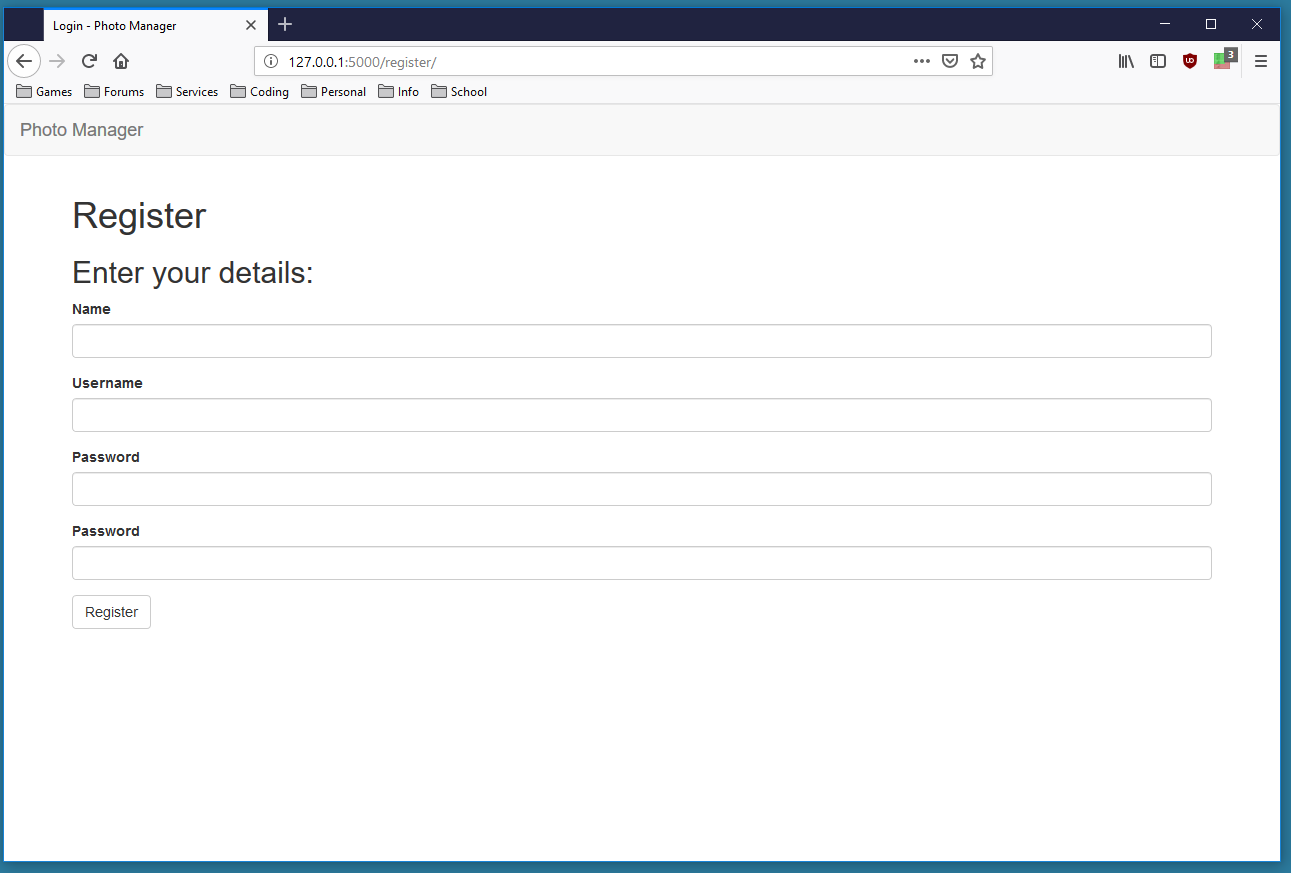 Login - Photo Manager
127.0.0.1:5000/register/
3
Games Forums Services Coding Personal Info School
Photo Manager
Register
Enter your details:
Name
Username
Password
Password
Register